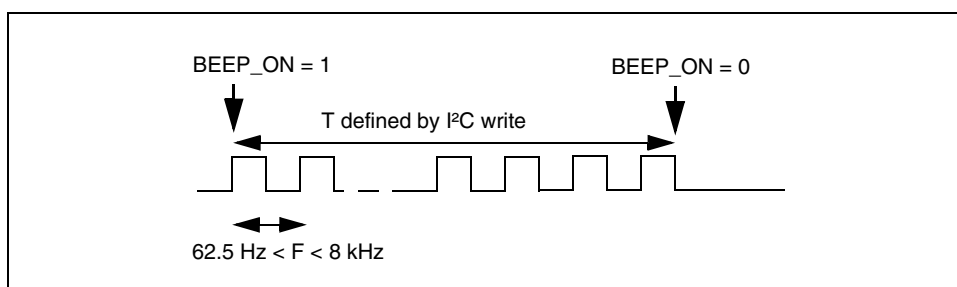 BEEP_ON = 1
BEEP_ON = 0
T defined by I²C write
62.5 Hz < F < 8 kHz